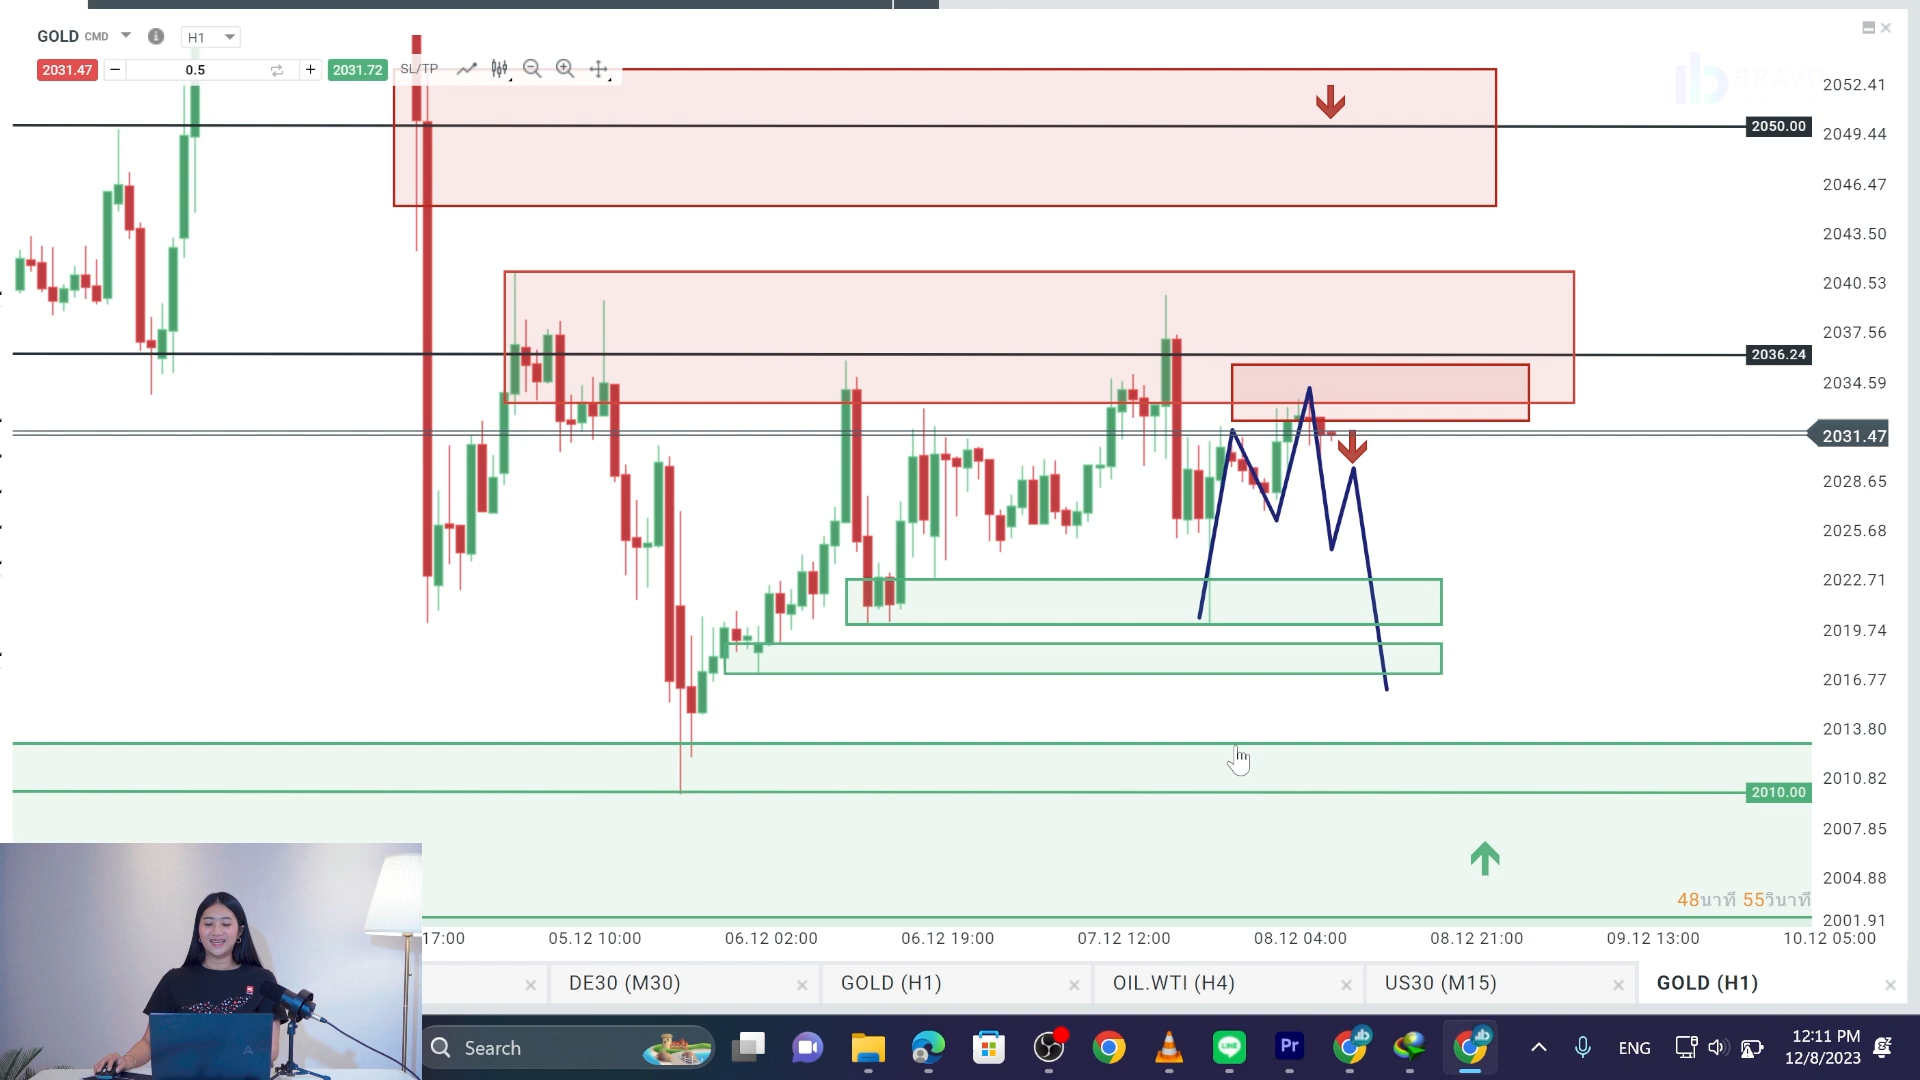 GOLD CMD H1
2031.47 − 0.5 + 2031.72 SL/TP
BRAVO
2052.41
2050.00
2049.44
2046.47
2043.50
2040.53
2037.56
2036.24
2034.59
2031.47
2028.65
2025.68
2022.71
2019.74
2016.77
2013.80
2010.82
2010.00
2007.85
2004.88
48นาที 55วินาที
2001.91
17:00 05.12 10:00 06.12 02:00 06.12 19:00 07.12 12:00 08.12 04:00 08.12 21:00 09.12 13:00 10.12 05:00
DE30 (M30) GOLD (H1) OIL.WTI (H4) US30 (M15) GOLD (H1)
Search
LINE
Pr
ENG
12:11 PM
12/8/2023